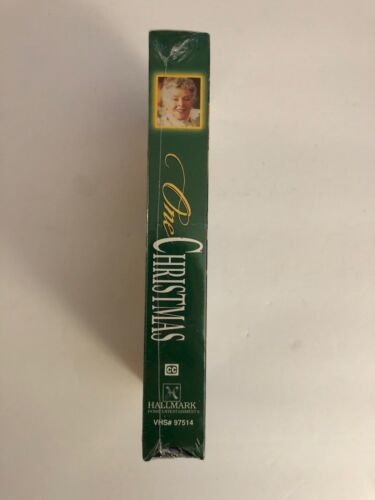 One
CHRISTMAS
CC
HALLMARK
HOME ENTERTAINMENT®
VHS# 97514